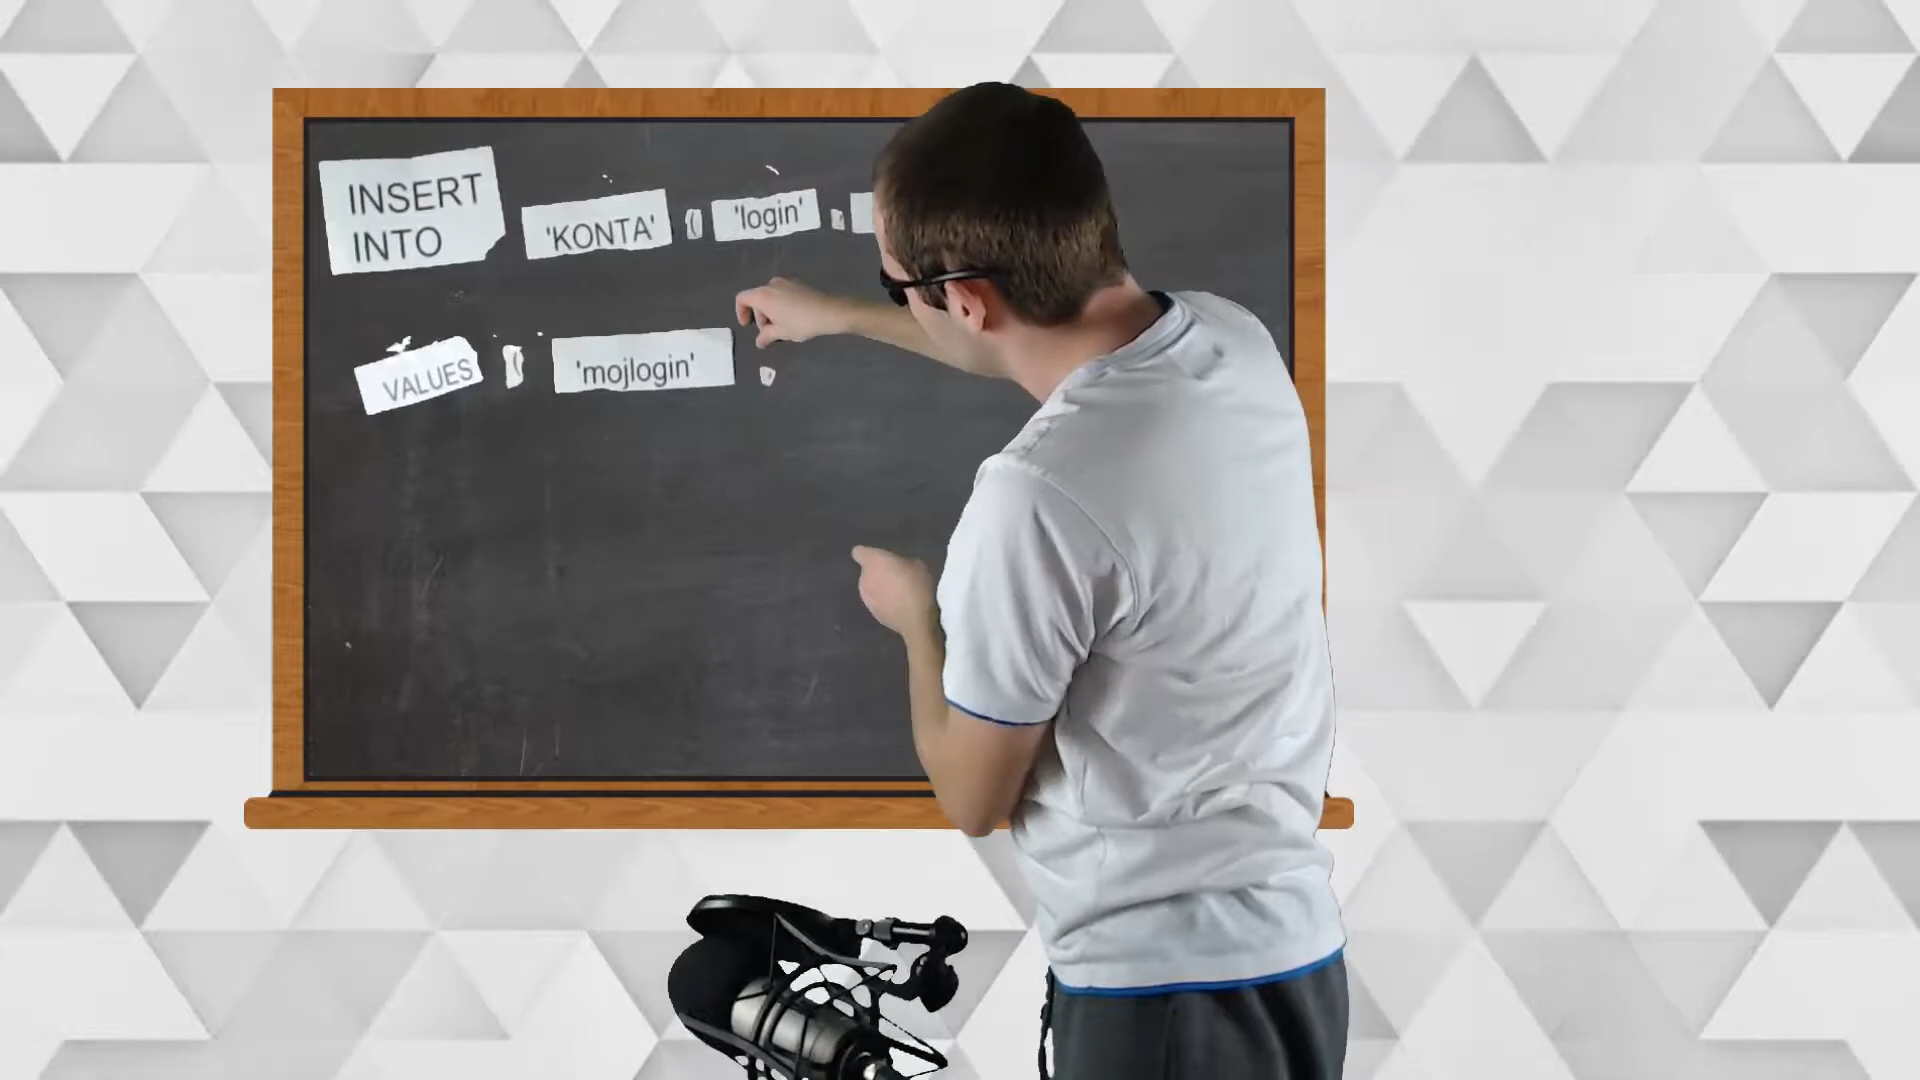 INSERT
INTO
'KONTA' ( 'login' ,
VALUES ( 'mojlogin' ,